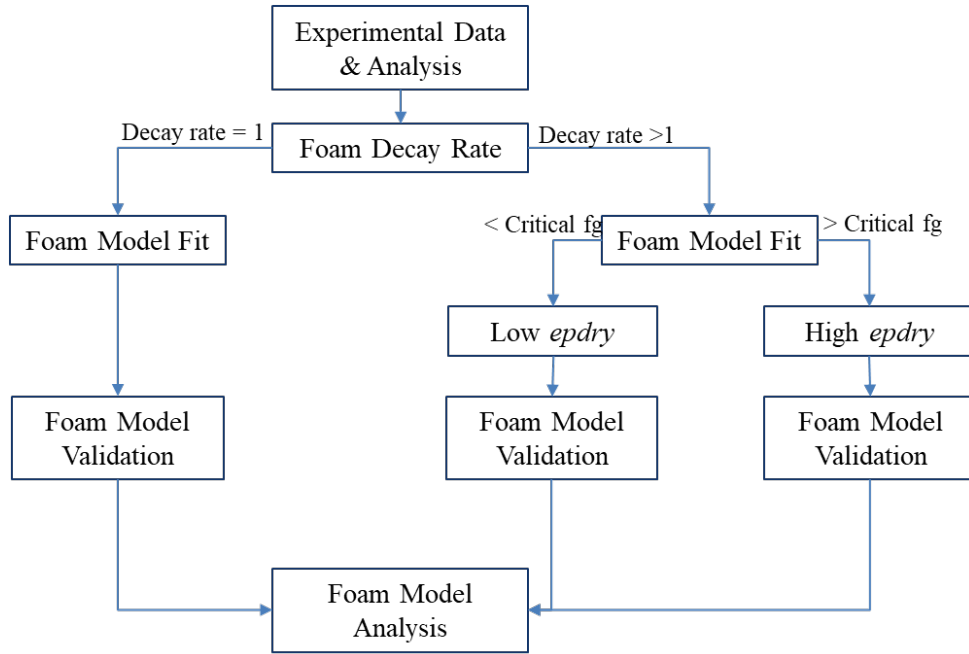 Experimental Data
& Analysis
Decay rate = 1
Foam Decay Rate
Decay rate >1
Foam Model Fit
< Critical fg
Foam Model Fit
> Critical fg
Low epdry
High epdry
Foam Model
Validation
Foam Model
Validation
Foam Model
Validation
Foam Model
Analysis